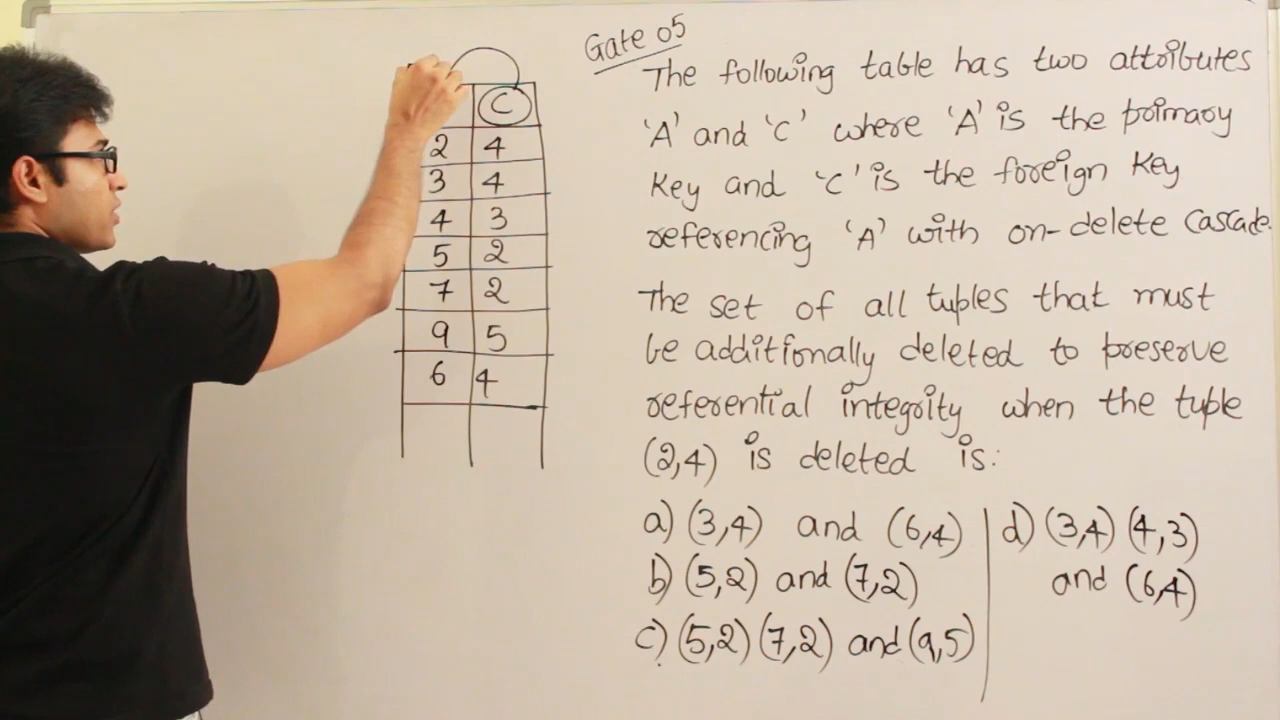 Gate 05
The following table has two attributes
'A' and 'C' where 'A' is the primary
key and 'C' is the foreign key
referencing 'A' with on-delete cascade.
The set of all tuples that must
be additionally deleted to preserve
referential integrity when the tuple
(2,4) is deleted is:
a) (3,4) and (6,4)
b) (5,2) and (7,2)
c) (5,2) (7,2) and (9,5)
d) (3,4) (4,3)
and (6,4)
C
2 4
3 4
4 3
5 2
7 2
9 5
6 4